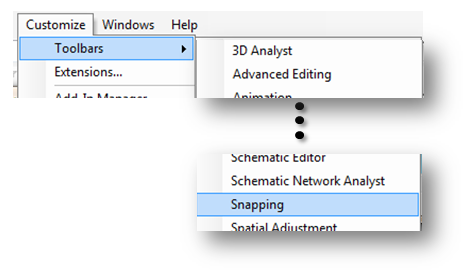 Customize Windows Help
Toolbars
3D Analyst
Extensions...
Advanced Editing
Add-In Manager
Animation
Schematic Editor
Schematic Network Analyst
Snapping
Spatial Adjustment